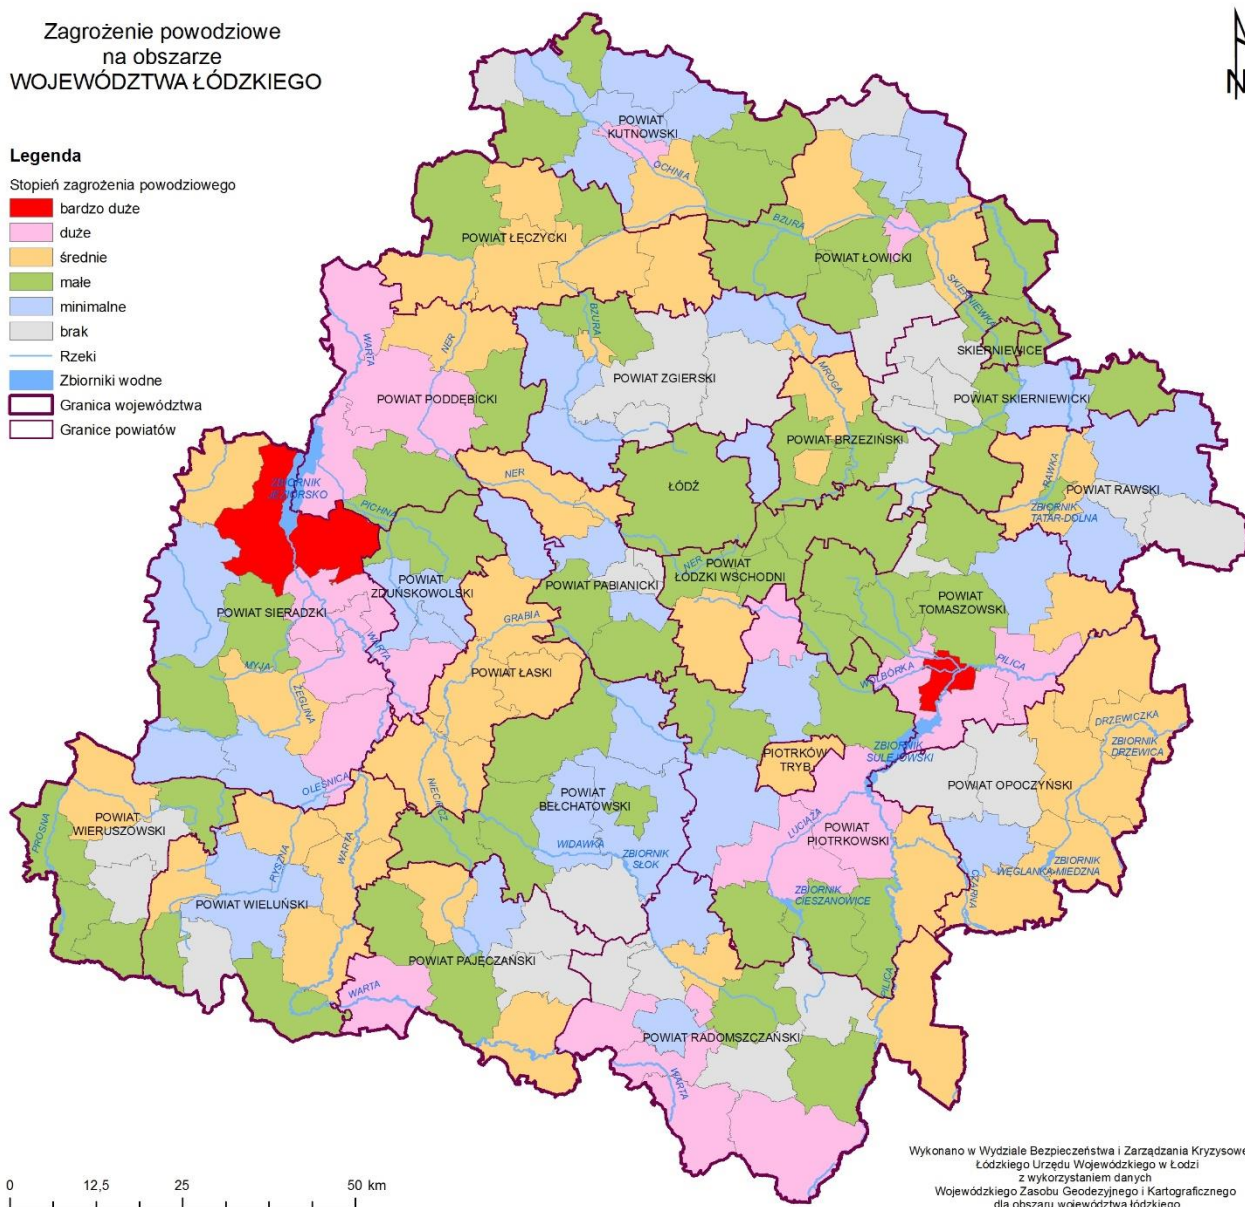 Zagrożenie powodziowe
na obszarze
WOJEWÓDZTWA ŁÓDZKIEGO
N
Legenda
Stopień zagrożenia powodziowego
bardzo duże
duże
średnie
małe
minimalne
brak
Rzeki
Zbiorniki wodne
Granica województwa
Granice powiatów
POWIAT
KUTNOWSKI
OCHNIA
BZURA
POWIAT ŁĘCZYCKI
POWIAT ŁOWICKI
SKIERNIEWKA
BZURA
WARTA
NER
MROGA
SKIERNIEWICE
POWIAT ZGIERSKI
POWIAT PODDĘBICKI
POWIAT SKIERNIEWICKI
POWIAT BRZEZIŃSKI
NER
ŁÓDŹ
RAWKA
POWIAT RAWSKI
ZBIORNIK
JEZIORSKO
PICHNA
ZBIORNIK
TATAR-DOLNA
NER
POWIAT
ŁÓDZKI WSCHODNI
POWIAT
ZDUŃSKOWOLSKI
POWIAT PABIANICKI
POWIAT
TOMASZOWSKI
POWIAT SIERADZKI
GRABIA
WARTA
MYJA
ŻEGLINA
POWIAT ŁASKI
WOLBÓRKA
PILICA
DRZEWICZKA
ZBIORNIK
DRZEWICA
PIOTRKÓW
TRYB.
ZBIORNIK
SULEJOWSKI
POWIAT OPOCZYŃSKI
OLEŚNICA
NIECIECZ
POWIAT
BEŁCHATOWSKI
POWIAT
WIERUSZOWSKI
PROSNA
PYSZNA
WARTA
LUCIĄŻA
POWIAT
PIOTRKOWSKI
WIDAWKA
ZBIORNIK
SŁOK
ZBIORNIK
WĘGLANKA-MIEDZNA
CZARNA
ZBIORNIK
CIESZANOWICE
POWIAT WIELUŃSKI
POWIAT PAJĘCZAŃSKI
WARTA
PILICA
POWIAT RADOMSZCZAŃSKI
WARTA
0 12,5 25 50 km
Wykonano w Wydziale Bezpieczeństwa i Zarządzania Kryzysowe
Łódzkiego Urzędu Wojewódzkiego w Łodzi
z wykorzystaniem danych
Wojewódzkiego Zasobu Geodezyjnego i Kartograficznego
dla obszaru województwa łódzkiego